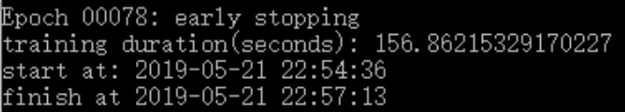 Epoch 00078: early stopping
training duration(seconds): 156.86215329170227
start at: 2019-05-21 22:54:36
finish at 2019-05-21 22:57:13